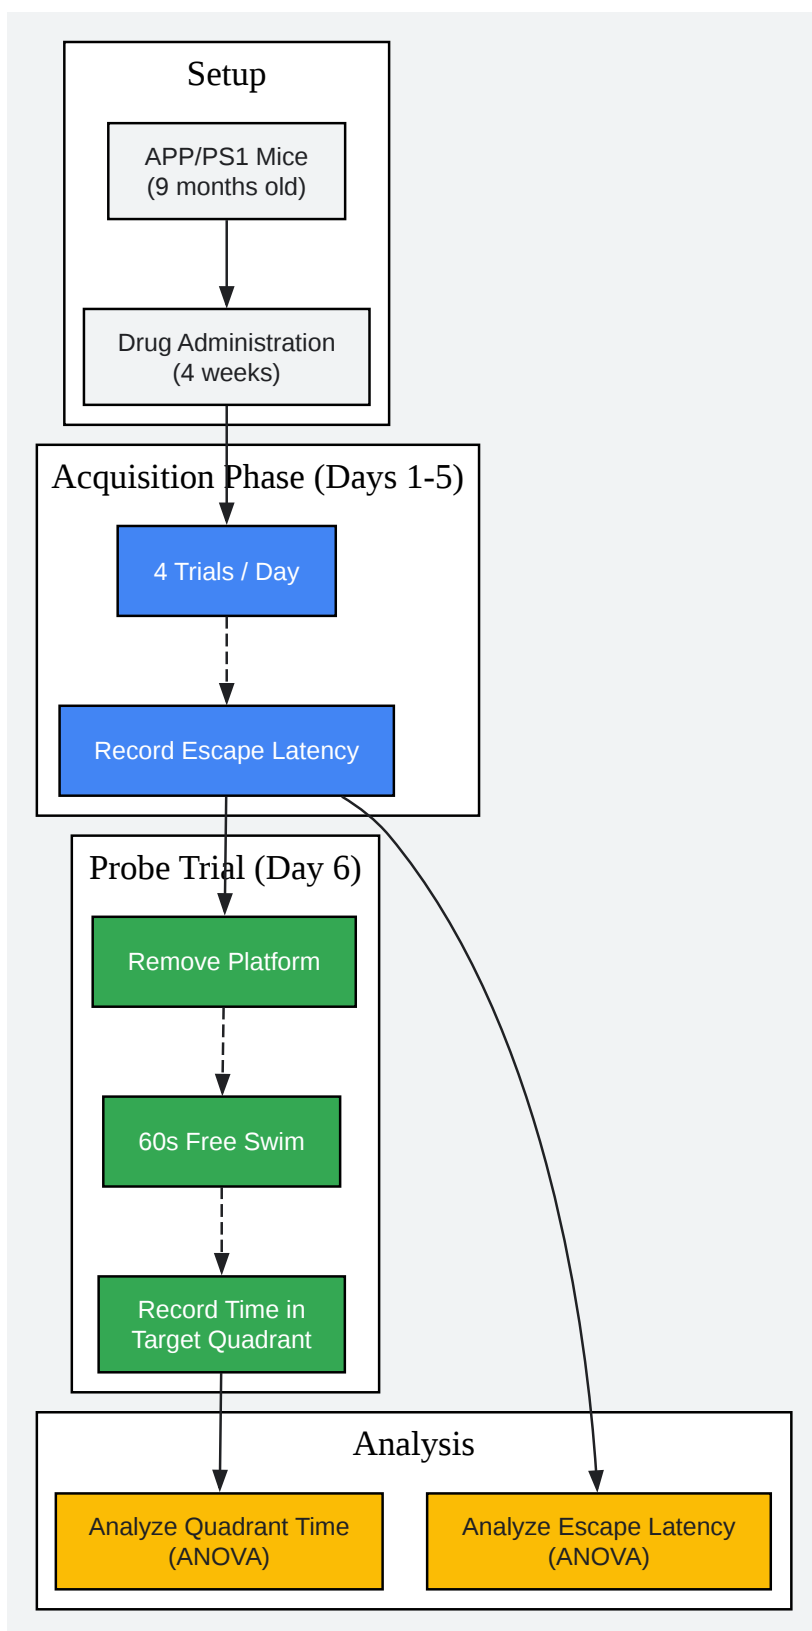 Setup
APP/PS1 Mice
(9 months old)
Drug Administration
(4 weeks)
Acquisition Phase (Days 1-5)
4 Trials / Day
Record Escape Latency
Probe Trial (Day 6)
Remove Platform
60s Free Swim
Record Time in
Target Quadrant
Analysis
Analyze Quadrant Time
(ANOVA)
Analyze Escape Latency
(ANOVA)